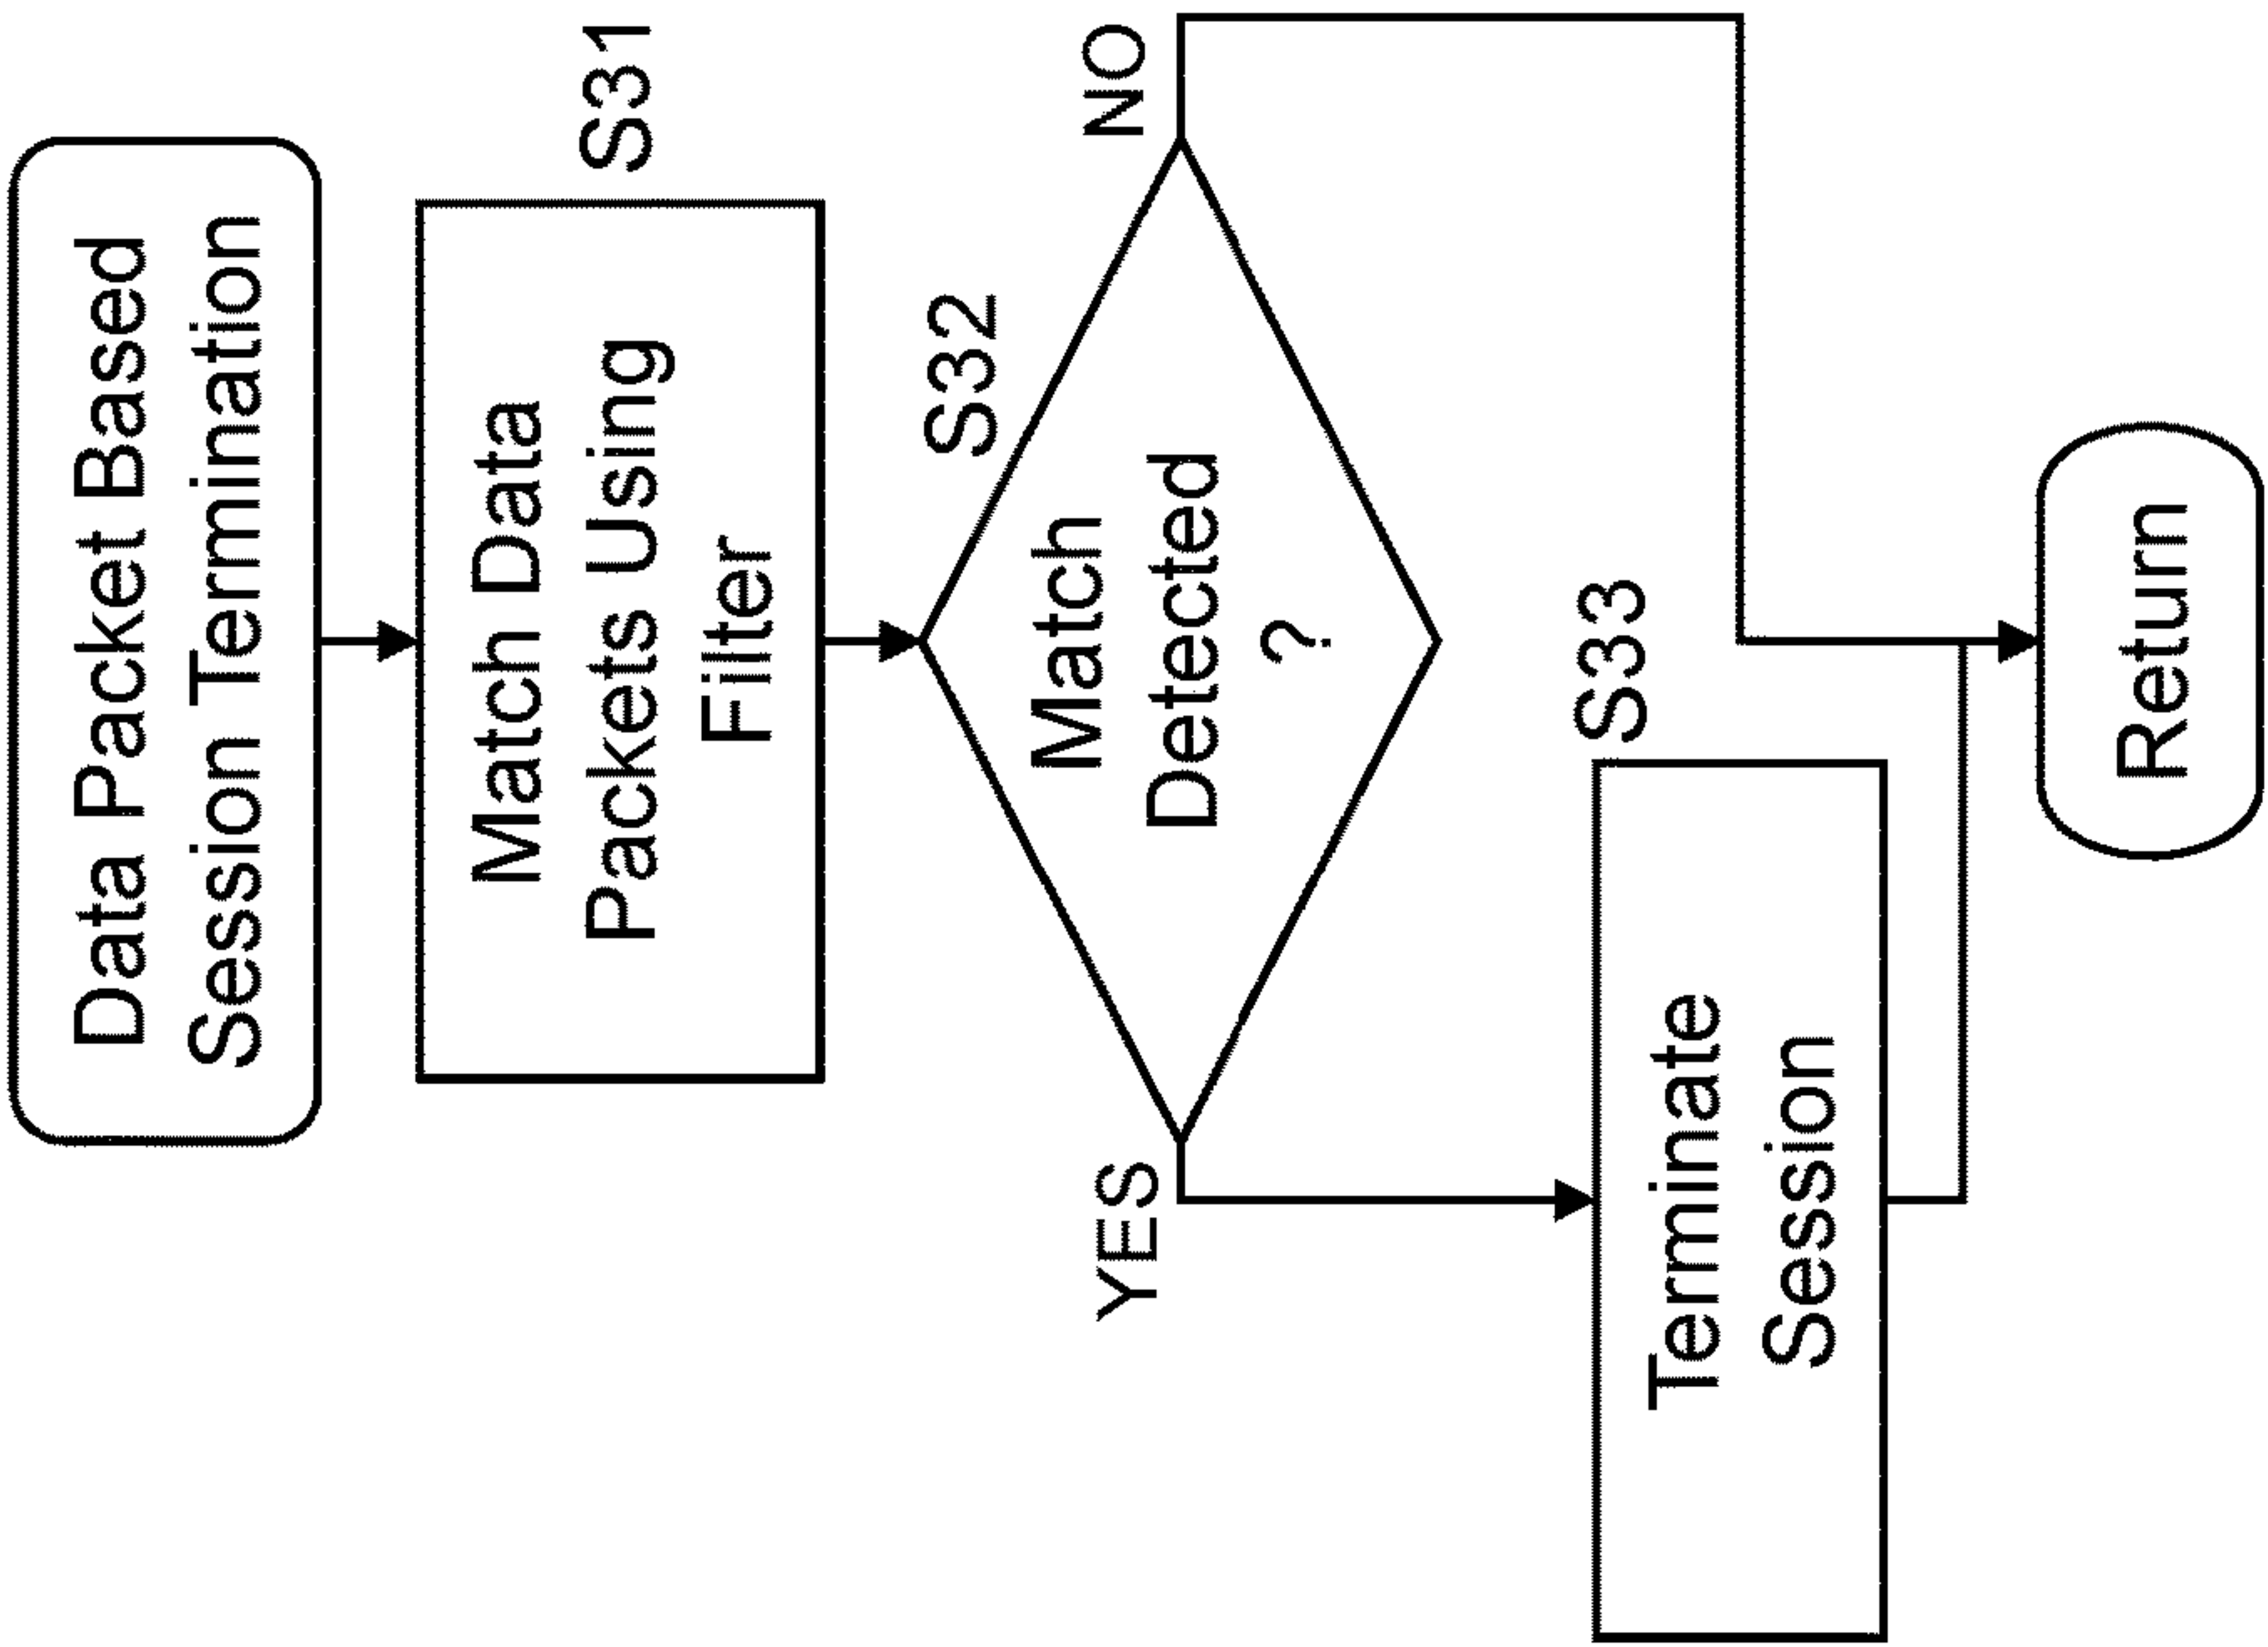 Data Packet Based
Session Termination
S31
Match Data
Packets Using
Filter
S32
Match
Detected
?
YES
NO
S33
Terminate
Session
Return